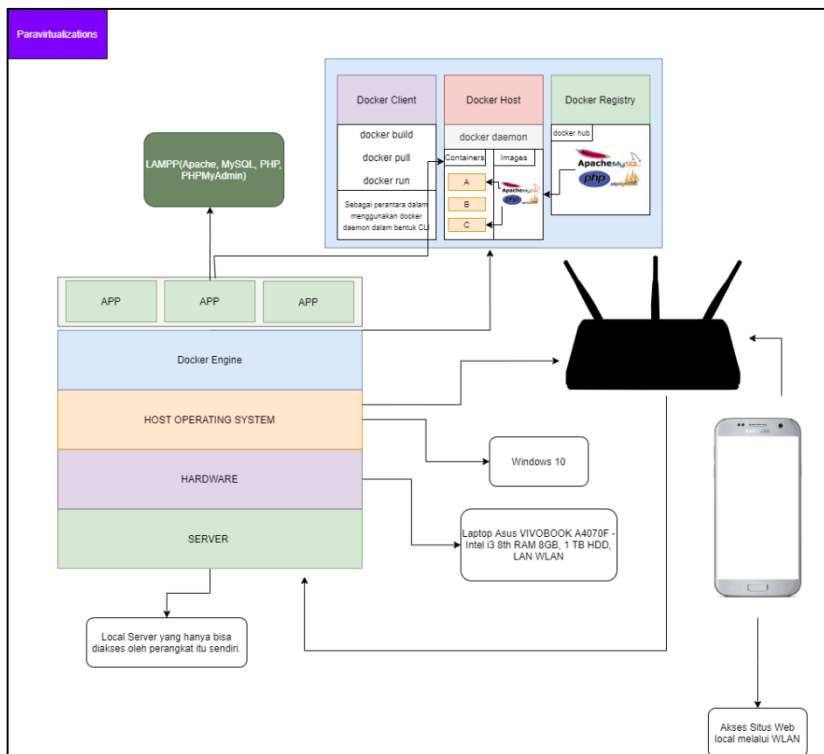 Paravirtualizations
Docker Client
Docker Host
Docker Registry
docker build
docker pull
docker run
Sebagai perantara dalam
menggunakan docker
daemon dalam bentuk CLI
docker daemon
Containers
Images
A
B
C
docker hub
Apache
MySQL
php
LAMPP(Apache, MySQL, PHP,
PHPMyAdmin)
APP
APP
APP
Docker Engine
HOST OPERATING SYSTEM
HARDWARE
SERVER
Windows 10
Laptop Asus VIVOBOOK A4070F -
Intel i3 8th RAM 8GB, 1 TB HDD,
LAN WLAN
Local Server yang hanya bisa
diakses oleh perangkat itu sendiri.
Akses Situs Web
local melalui WLAN